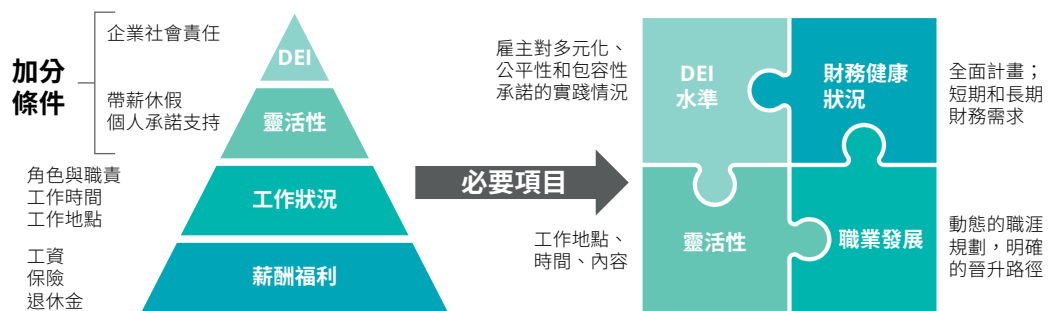 加分
條件
企業社會責任
帶薪休假
個人承諾支持
角色與職責
工作時間
工作地點
工資
保險
退休金
DEI
靈活性
工作狀況
薪酬福利
必要項目
雇主對多元化、
公平性和包容性
承諾的實踐情況
DEI
水準
財務健康
狀況
全面計畫；
短期和長期
財務需求
工作地點、
時間、內容
靈活性
職業發展
動態的職涯
規劃，明確
的晉升路徑